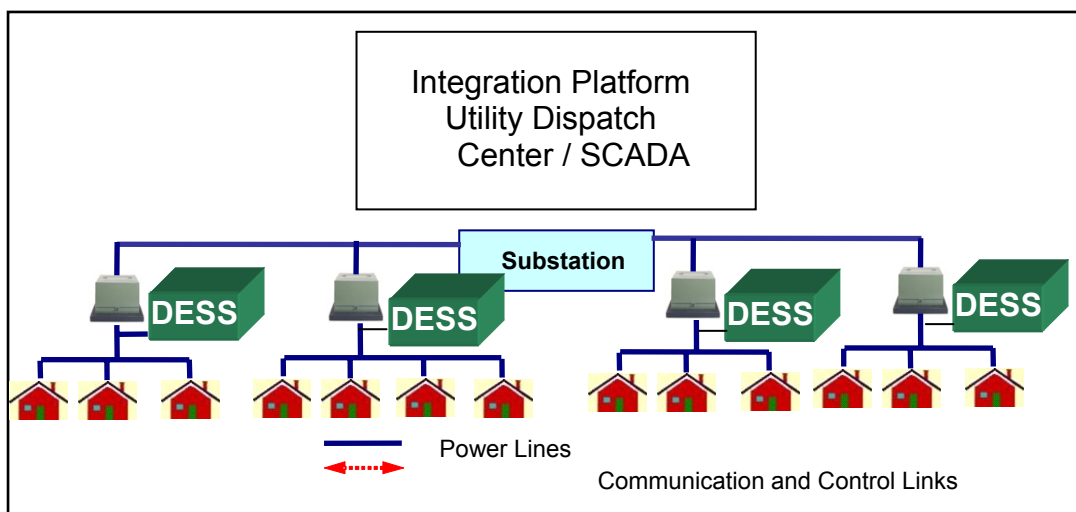 Integration Platform
Utility Dispatch
Center / SCADA
Substation
DESS
DESS
DESS
DESS
Power Lines
Communication and Control Links